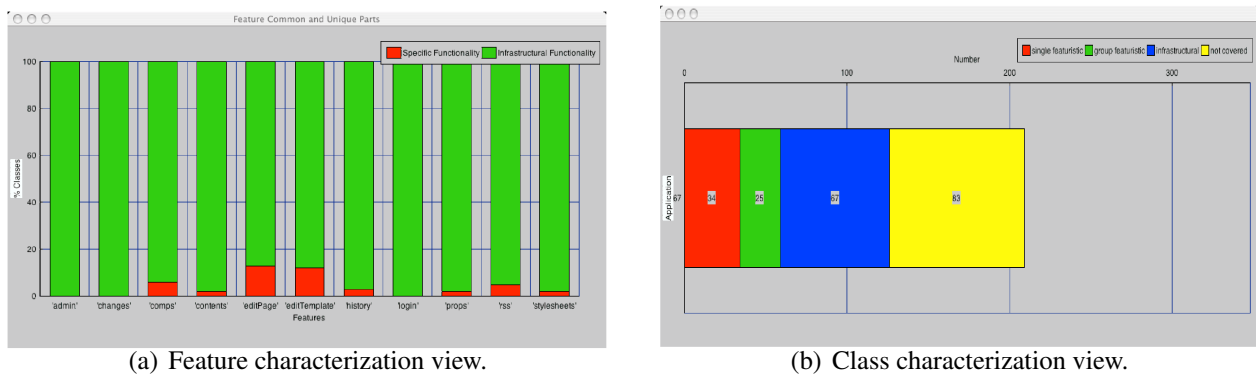 Feature Common and Unique Parts
Specific Functionality Infrastructural Functionality
100
80
60
40
20
0
% Classes
'admin' 'changes' 'comps' 'contents' 'editPage' 'editTemplate' 'history' 'login' 'props' 'rss' 'stylesheets'
Features
(a) Feature characterization view.
single featuristic group featuristic infrastructural not covered
Number
0 100 200 300
Application
67 34 25 67 83
(b) Class characterization view.